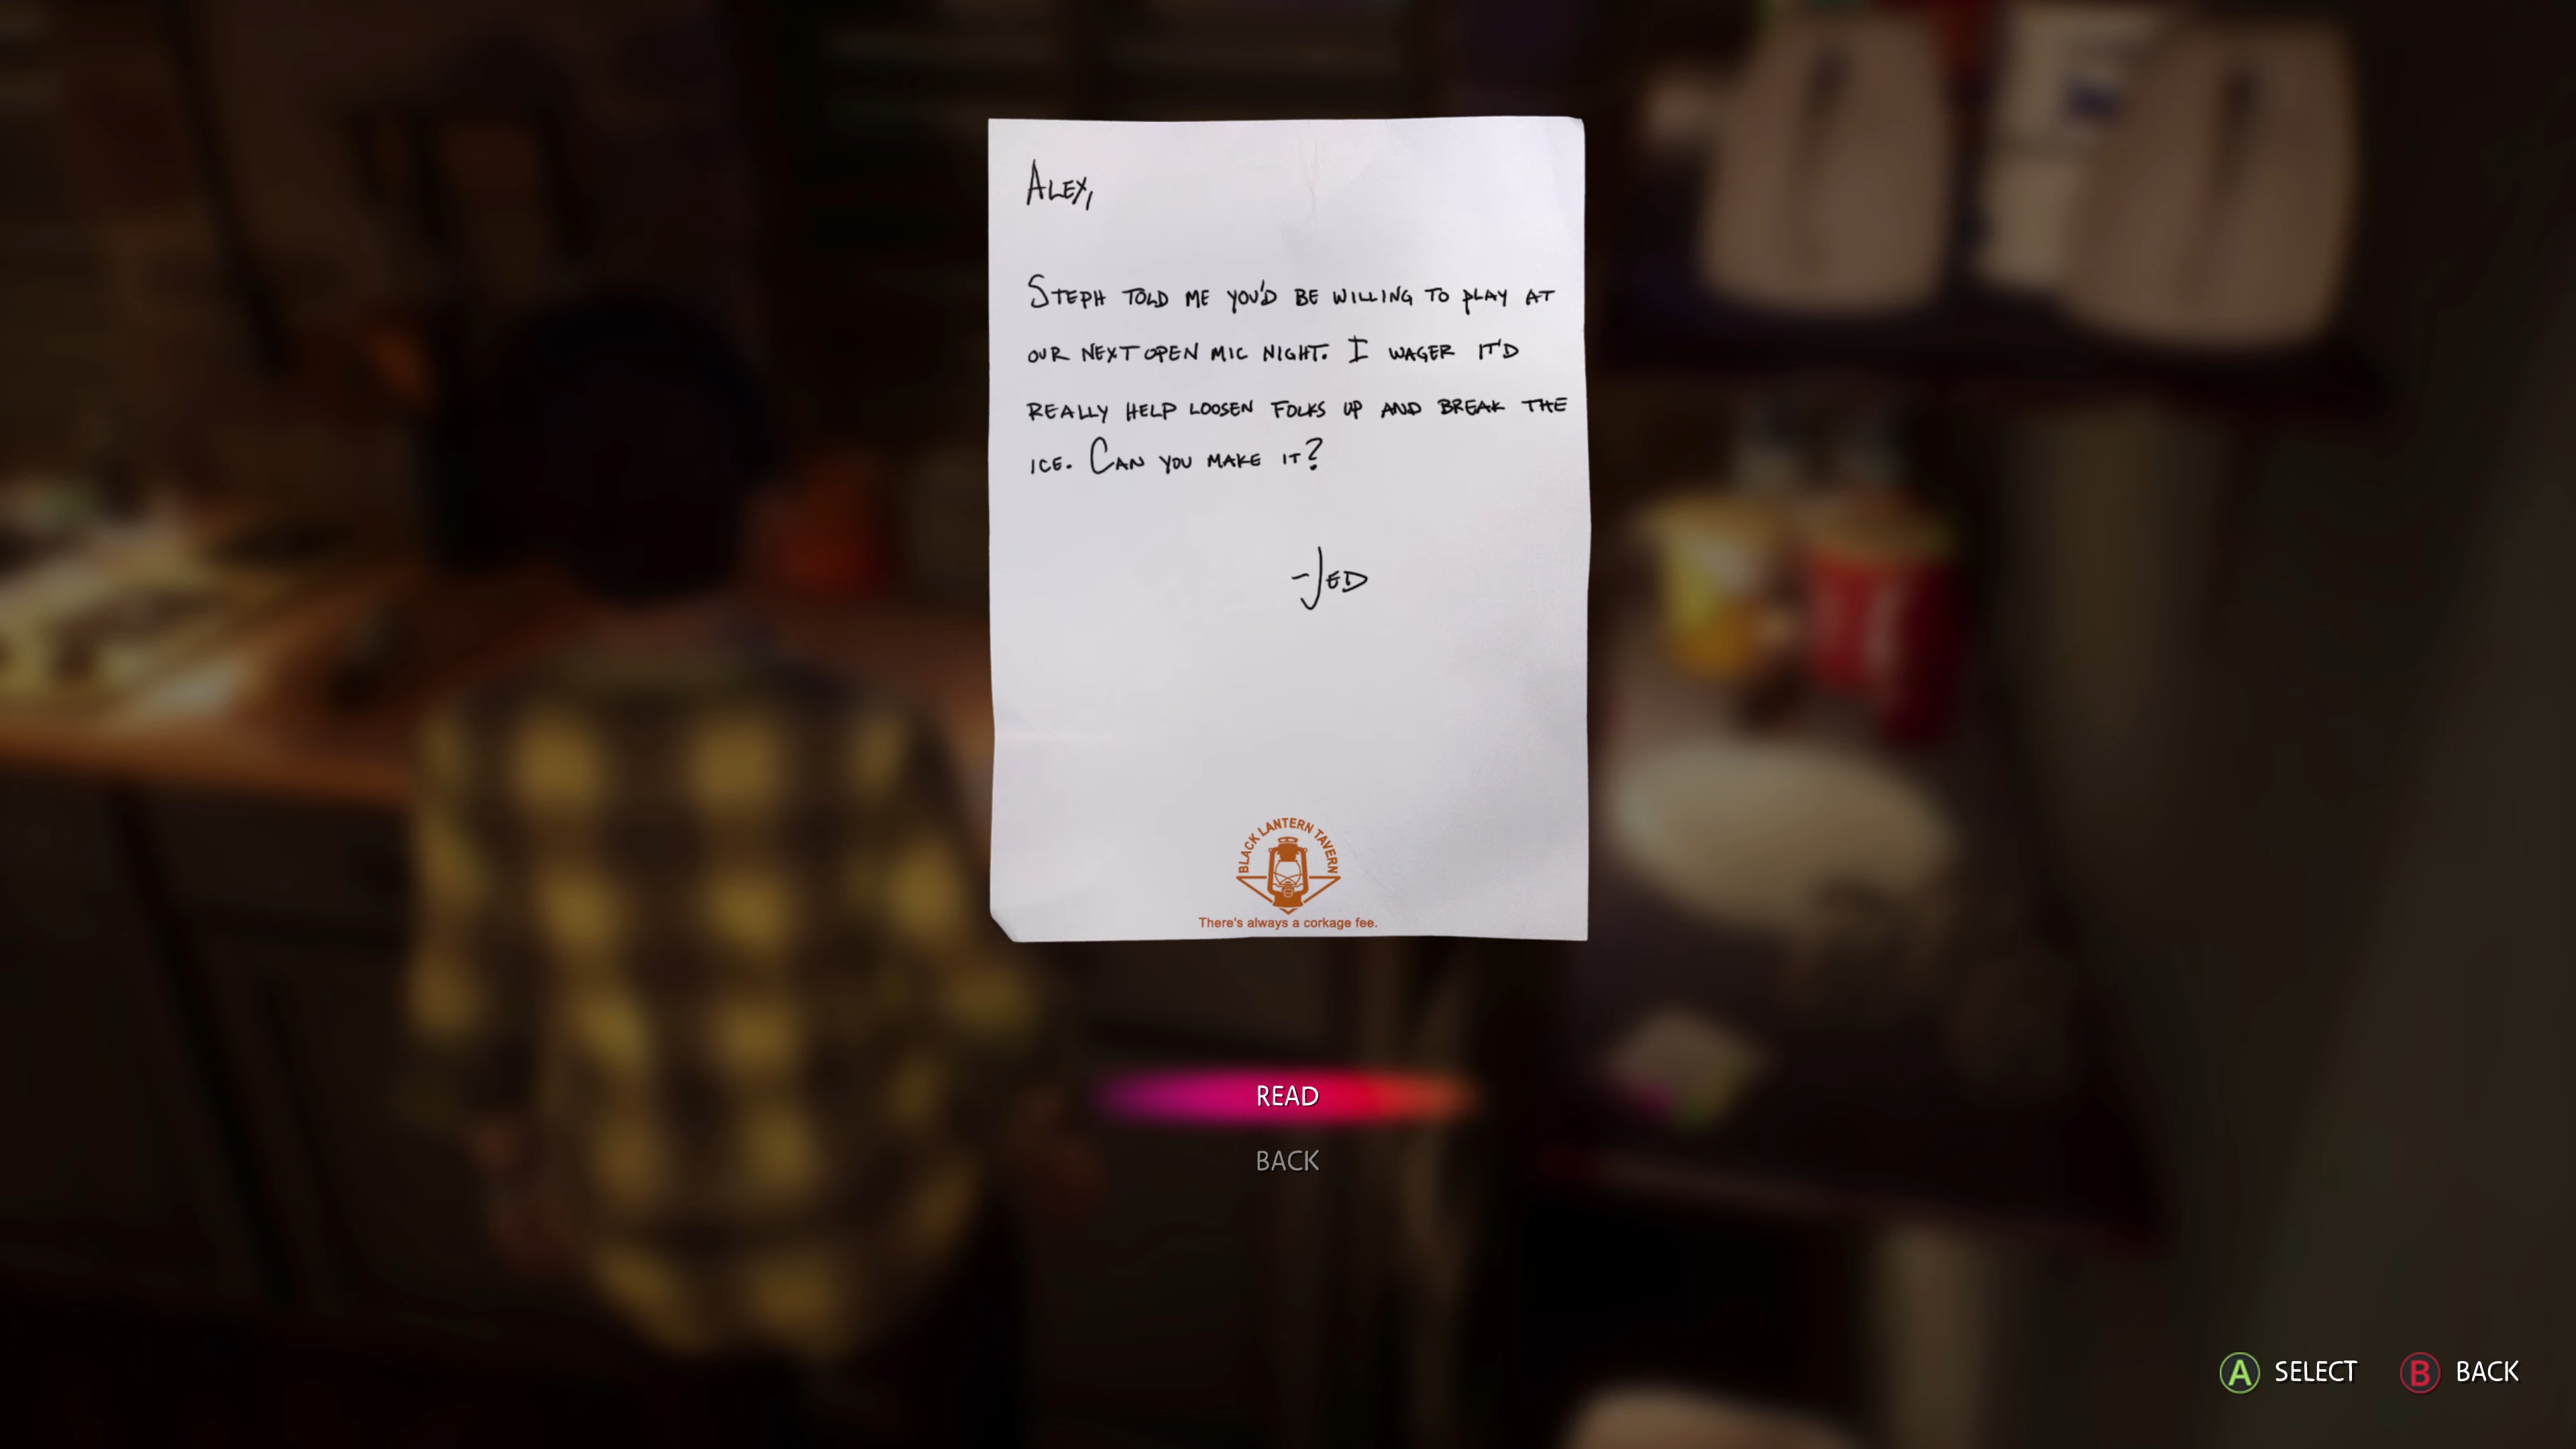 ALEX,
STEPH TOLD ME YOU'D BE WILLING TO PLAY AT
OUR NEXT OPEN MIC NIGHT. I WAGER IT'D
REALLY HELP LOOSEN FOLKS UP AND BREAK THE
ICE. CAN YOU MAKE IT?
-JED
BLACK LANTERN TAVERN
There's always a corkage fee.
READ
BACK
A SELECT B BACK